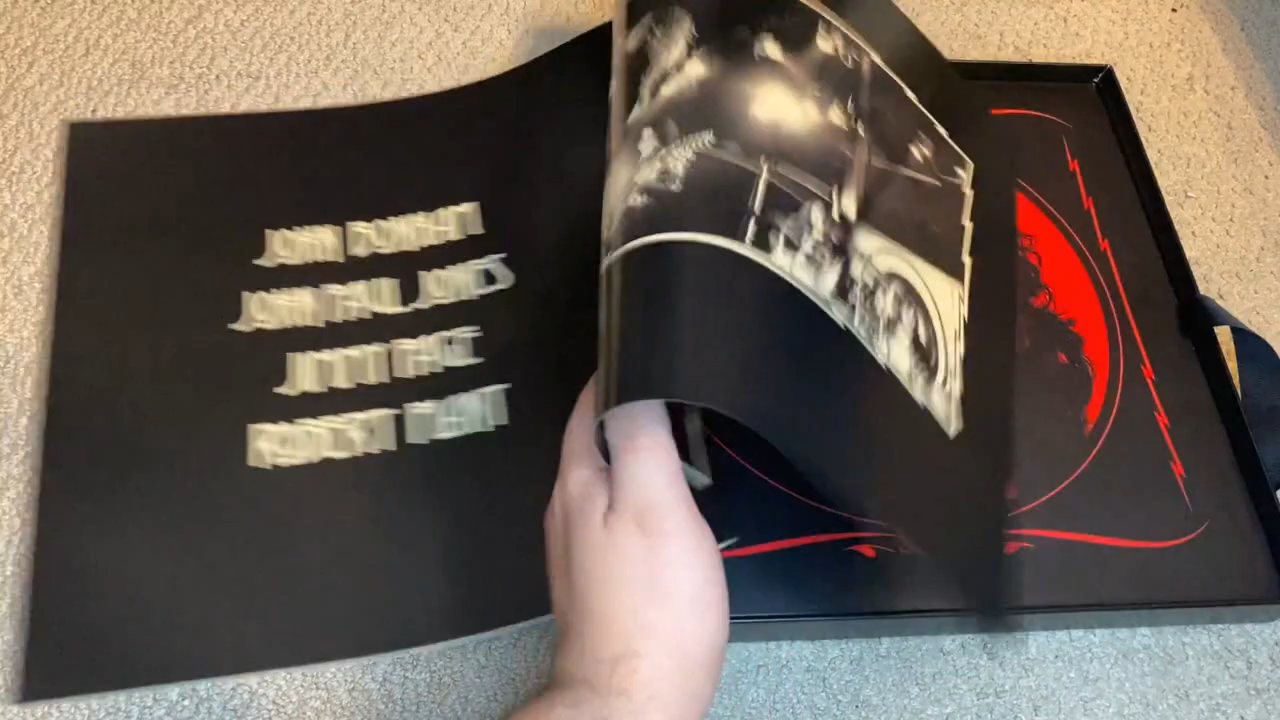 JOHN BONHAM
JOHN PAUL JONES
JIMMY PAGE
ROBERT PLANT